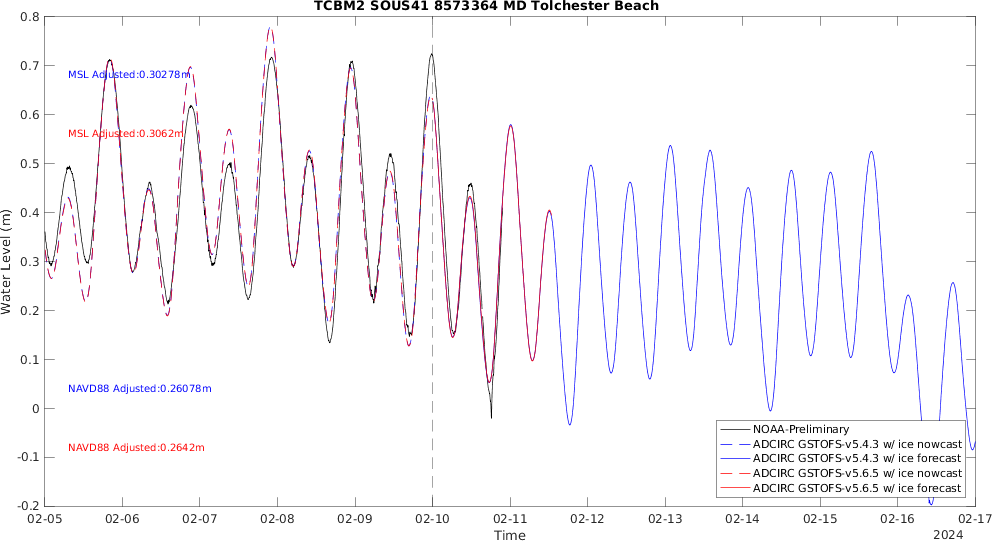 TCBM2 SOUS41 8573364 MD Tolchester Beach
0.8
0.7
0.6
0.5
0.4
0.3
0.2
0.1
0
-0.1
-0.2
Water Level (m)
MSL Adjusted:0.30278m
MSL Adjusted:0.3062m
NAVD88 Adjusted:0.26078m
NAVD88 Adjusted:0.2642m
NOAA-Preliminary
ADCIRC GSTOFS-v5.4.3 w/ ice nowcast
ADCIRC GSTOFS-v5.4.3 w/ ice forecast
ADCIRC GSTOFS-v5.6.5 w/ ice nowcast
ADCIRC GSTOFS-v5.6.5 w/ ice forecast
02-05 02-06 02-07 02-08 02-09 02-10 02-11 02-12 02-13 02-14 02-15 02-16 02-17
Time
2024